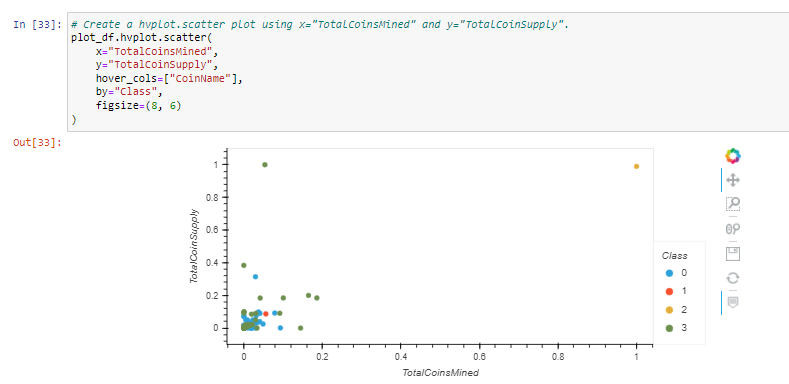 In [33]: # Create a hvplot.scatter plot using x="TotalCoinsMined" and y="TotalCoinSupply".
plot_df.hvplot.scatter(
x="TotalCoinsMined",
y="TotalCoinSupply",
hover_cols=["CoinName"],
by="Class",
figsize=(8, 6)
)
Out[33]:
1
0.8
0.6
0.4
0.2
0
TotalCoinSupply
0 0.2 0.4 0.6 0.8 1
TotalCoinsMined
Class
0
1
2
3